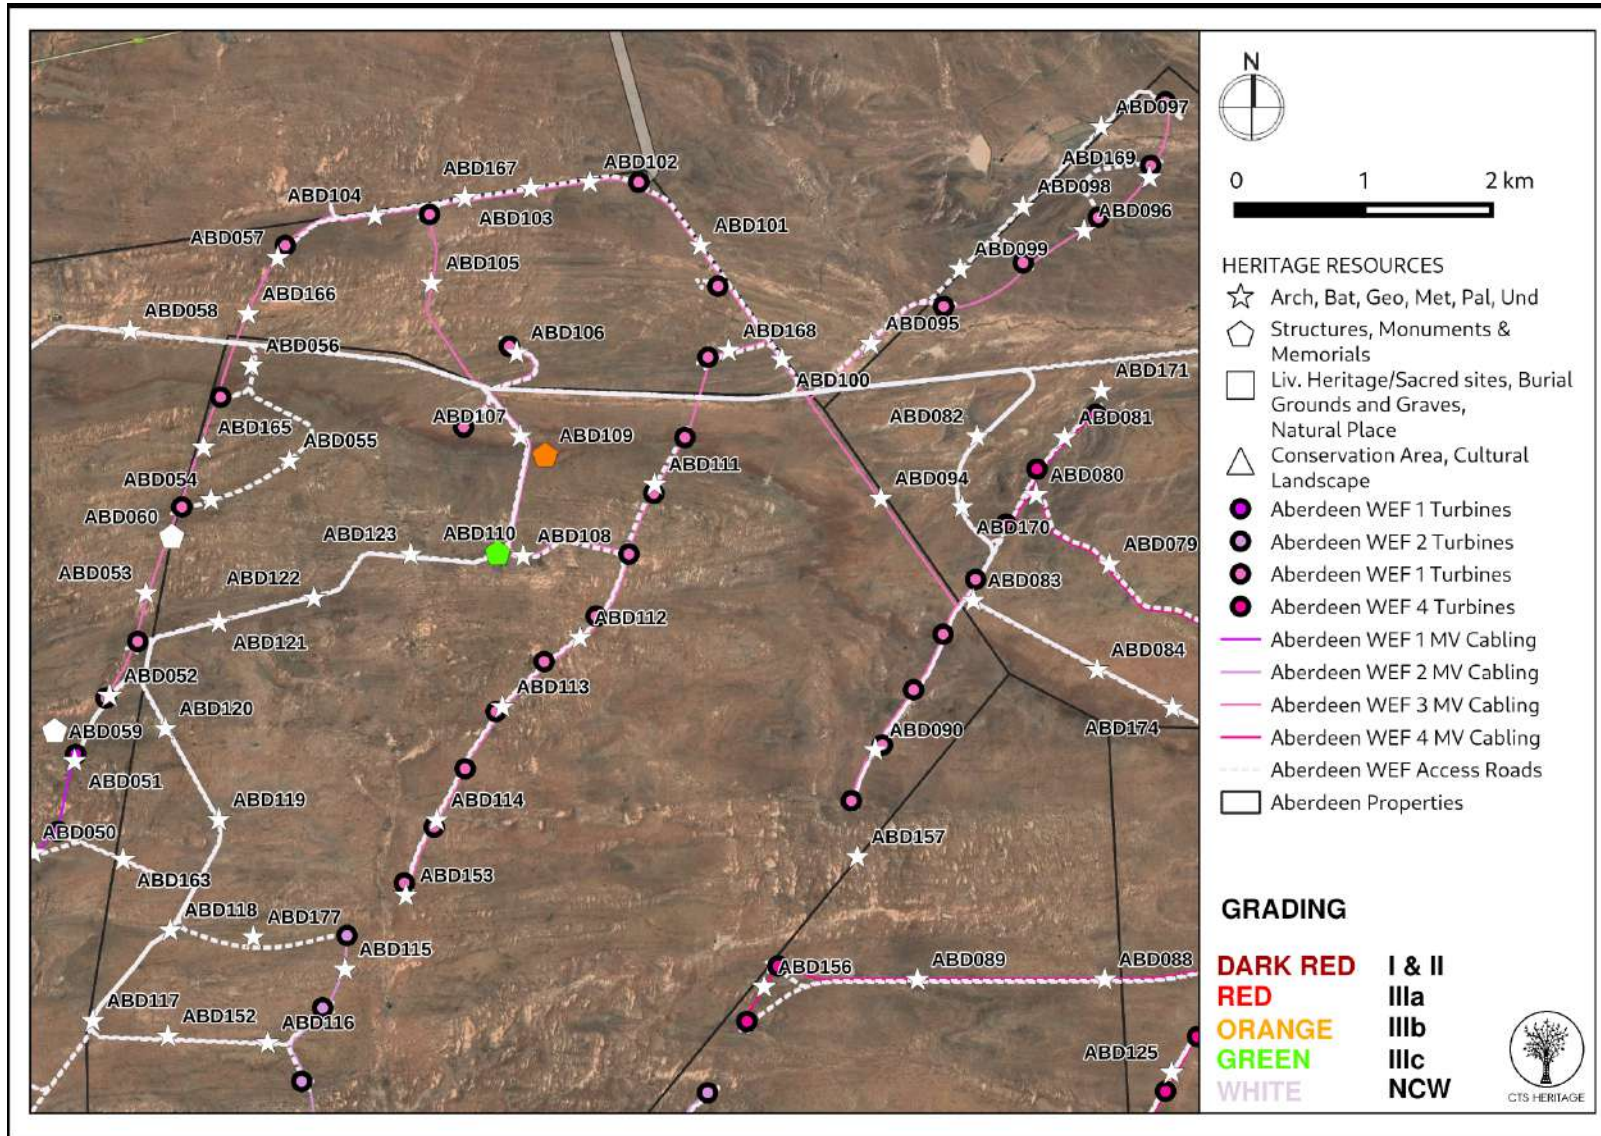 ABD097
ABD102
ABD169
ABD167
ABD098
ABD104
ABD096
ABD103
ABD101
ABD057
ABD099
ABD105
ABD166
ABD058
ABD095
ABD168
ABD106
ABD056
ABD171
ABD100
ABD107
ABD082
ABD081
ABD165
ABD109
ABD055
ABD111
ABD080
ABD054
ABD094
ABD060
ABD170
ABD123
ABD110
ABD108
ABD079
ABD053
ABD122
ABD083
ABD112
ABD121
ABD084
ABD052
ABD113
ABD120
ABD059
ABD090
ABD174
ABD051
ABD119
ABD114
ABD050
ABD157
ABD163
ABD153
ABD118
ABD177
ABD115
ABD156
ABD089
ABD088
ABD117
ABD152
ABD116
ABD125
N
0 1 2 km
HERITAGE RESOURCES
Arch, Bat, Geo, Met, Pal, Und
Structures, Monuments &
Memorials
Liv. Heritage/Sacred sites, Burial
Grounds and Graves,
Natural Place
Conservation Area, Cultural
Landscape
Aberdeen WEF 1 Turbines
Aberdeen WEF 2 Turbines
Aberdeen WEF 1 Turbines
Aberdeen WEF 4 Turbines
Aberdeen WEF 1 MV Cabling
Aberdeen WEF 2 MV Cabling
Aberdeen WEF 3 MV Cabling
Aberdeen WEF 4 MV Cabling
Aberdeen WEF Access Roads
Aberdeen Properties
GRADING
DARK RED I & II
RED IIIa
ORANGE IIIb
GREEN IIIc
WHITE NCW
CTS HERITAGE